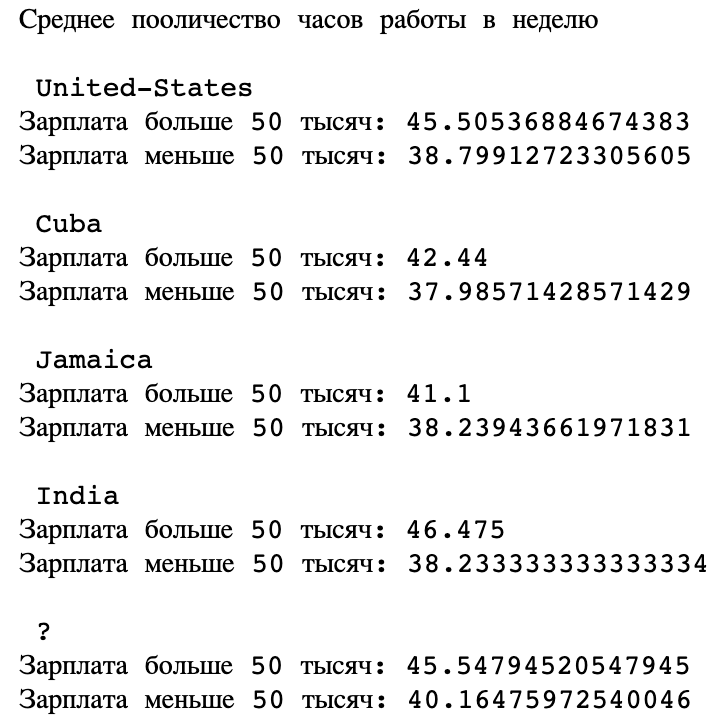 Среднее пооличество часов работы в неделю
United-States
Зарплата больше 50 тысяч: 45.50536884674383
Зарплата меньше 50 тысяч: 38.79912723305605
Cuba
Зарплата больше 50 тысяч: 42.44
Зарплата меньше 50 тысяч: 37.98571428571429
Jamaica
Зарплата больше 50 тысяч: 41.1
Зарплата меньше 50 тысяч: 38.23943661971831
India
Зарплата больше 50 тысяч: 46.475
Зарплата меньше 50 тысяч: 38.233333333333334
?
Зарплата больше 50 тысяч: 45.54794520547945
Зарплата меньше 50 тысяч: 40.16475972540046